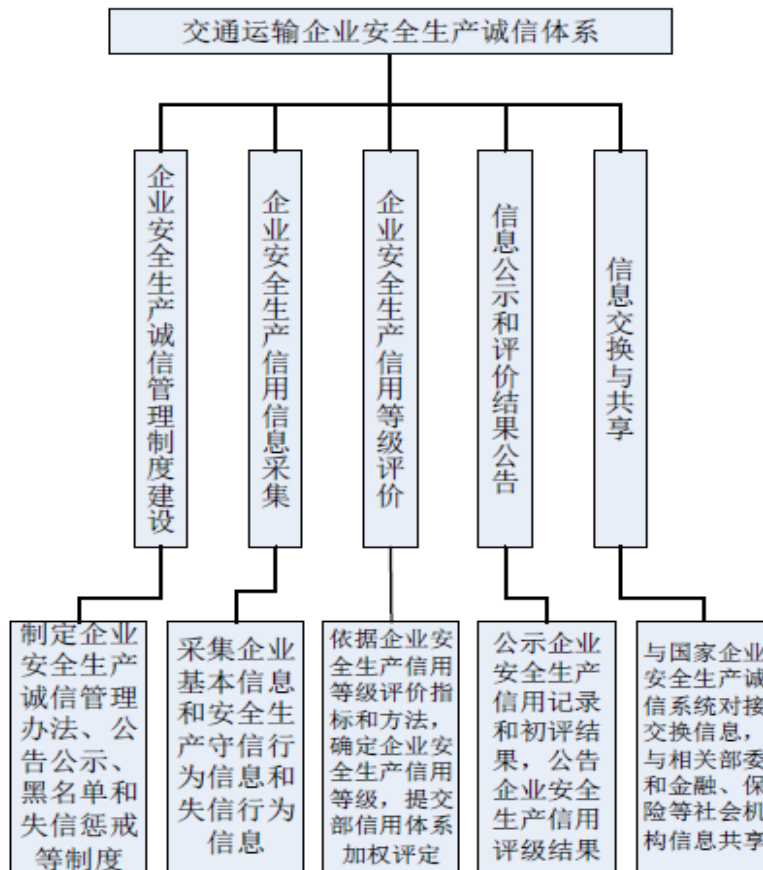 交通运输企业安全生产诚信体系
企业安全生产诚信管理制度建设
企业安全生产信用信息采集
企业安全生产信用等级评价
信息公示和评价结果公告
信息交换与共享
制定企业
安全生产
诚信管理
办法、公
告公示、
黑名单和
失信惩戒
等制度
采集企业
基本信息
和安全生
产守信行
为信息和
失信行为
信息
依据企业安
全生产信用
等级评价指
标和方法，
确定企业安
全生产信用
等级，提交
部信用体系
加权评定
公示企业
安全生产
信用记录
和初评结
果，公告
企业安全
生产信用
评级结果
与国家企业
安全生产诚
信系统对接
交换信息，
与相关部委
和金融、保
险等社会机
构信息共享